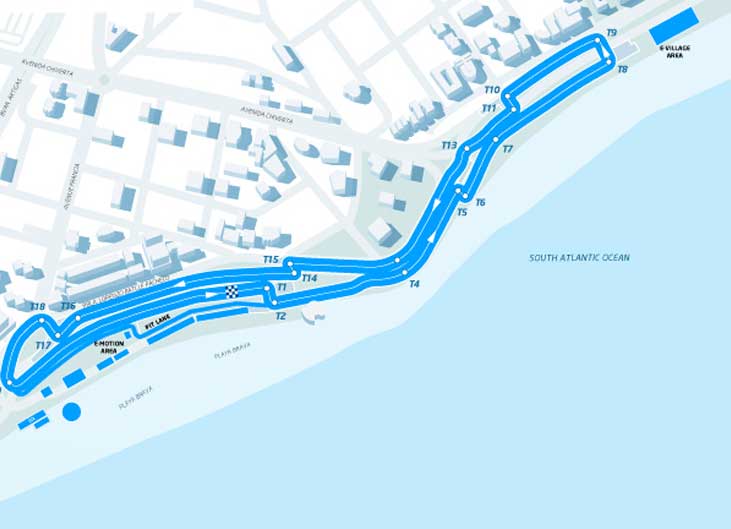 T9
E-VILLAGE
AREA
T8
AVENIDA CHIVERTA
T10
T11
AVENIDA CHIVERTA
T13
T7
AVENUE FRANCIA
T6
T5
SOUTH ATLANTIC OCEAN
T15
T14
T4
T1
T18
T16
T2
PIT LANE
T17
E-MOTION
AREA
PLAYA BRAVA
PLAYA BRAVA